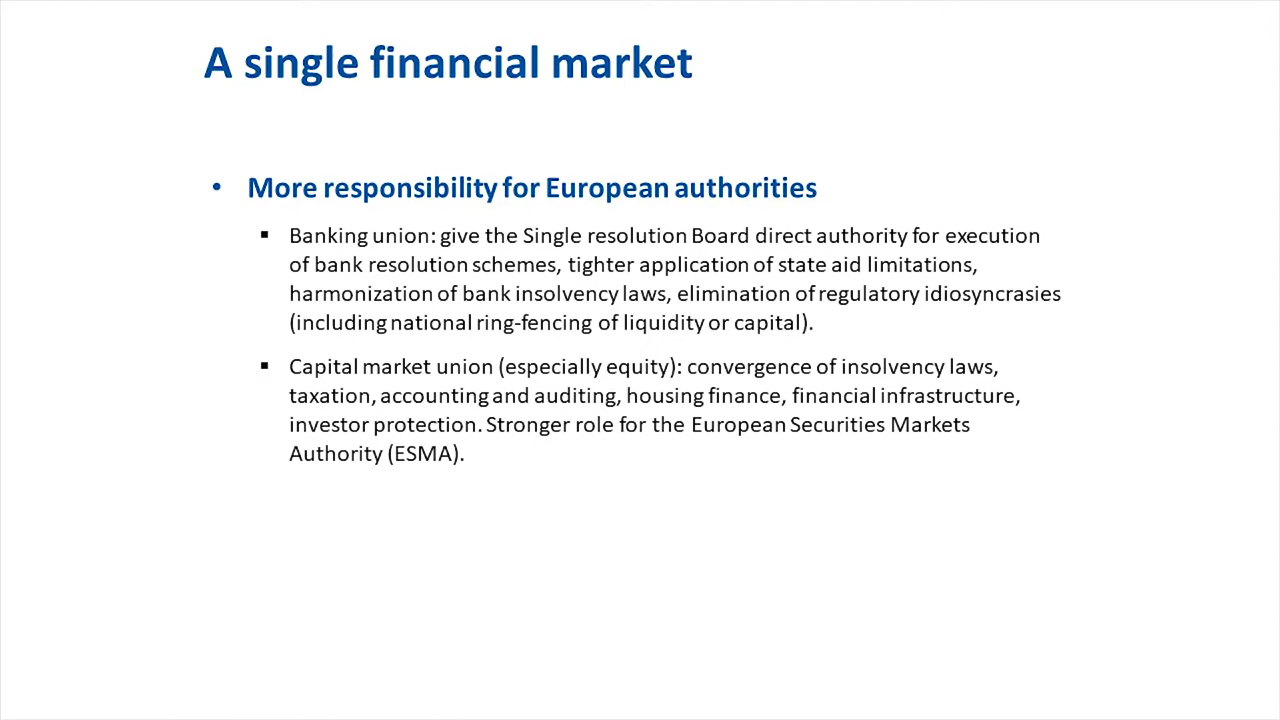 A single financial market
• More responsibility for European authorities
▪ Banking union: give the Single resolution Board direct authority for execution
of bank resolution schemes, tighter application of state aid limitations,
harmonization of bank insolvency laws, elimination of regulatory idiosyncrasies
(including national ring-fencing of liquidity or capital).
▪ Capital market union (especially equity): convergence of insolvency laws,
taxation, accounting and auditing, housing finance, financial infrastructure,
investor protection. Stronger role for the European Securities Markets
Authority (ESMA).